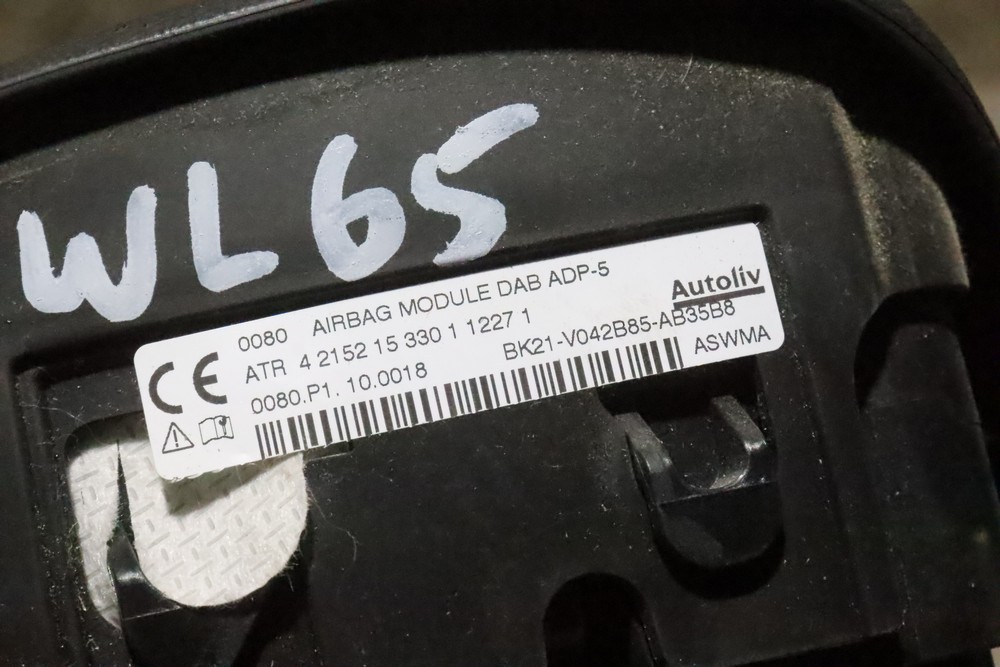 WL65
0080 AIRBAG MODULE DAB ADP-5
Autoliv
ATR 4 2152 15 330 1 1227 1
BK21-V042B85-AB35B8
0080.P1. 10.0018
ASWMA
CE